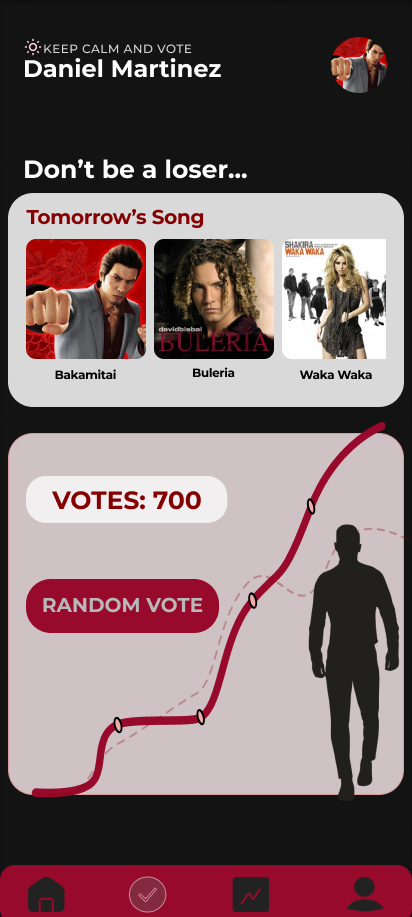 KEEP CALM AND VOTE
Daniel Martinez
Don’t be a loser...
Tomorrow’s Song
davidbisbal
BULERIA
SHAKIRA
WAKA WAKA
Bakamitai
Buleria
Waka Waka
VOTES: 700
RANDOM VOTE